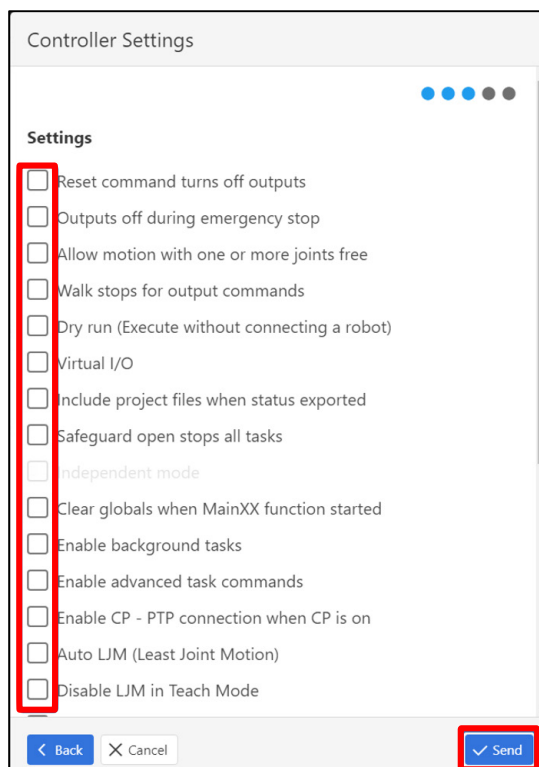 Controller Settings
Settings
Reset command turns off outputs
Outputs off during emergency stop
Allow motion with one or more joints free
Walk stops for output commands
Dry run (Execute without connecting a robot)
Virtual I/O
Include project files when status exported
Safeguard open stops all tasks
Independent mode
Clear globals when MainXX function started
Enable background tasks
Enable advanced task commands
Enable CP - PTP connection when CP is on
Auto LJM (Least Joint Motion)
Disable LJM in Teach Mode
Back Cancel Send